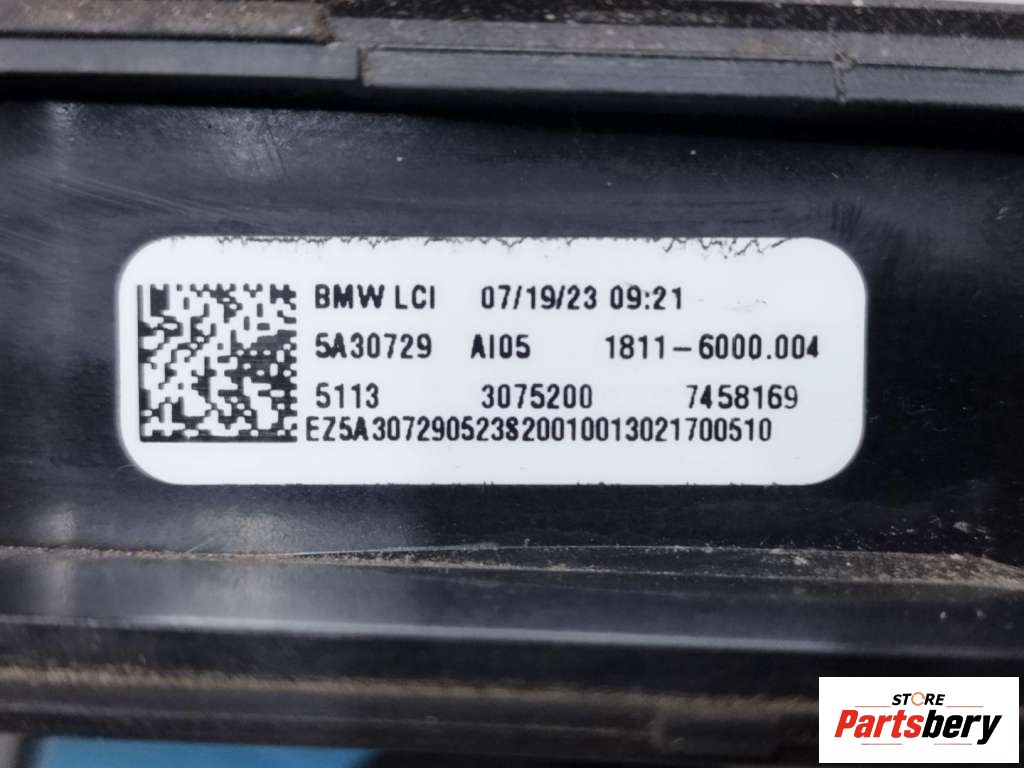 BMW LCI 07/19/23 09:21
5A30729 AI05 1811-6000.004
5113 3075200 7458169
EZ5A307290523820010013021700510
STORE
Partsbery